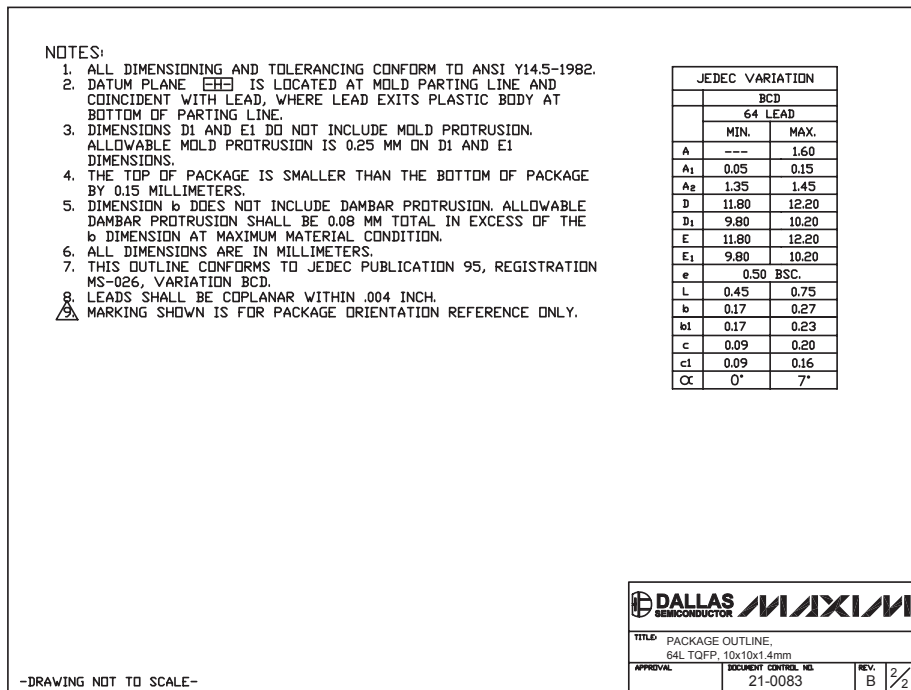 NOTES:
1. ALL DIMENSIONING AND TOLERANCING CONFORM TO ANSI Y14.5-1982.
2. DATUM PLANE -H- IS LOCATED AT MOLD PARTING LINE AND
COINCIDENT WITH LEAD, WHERE LEAD EXITS PLASTIC BODY AT
BOTTOM OF PARTING LINE.
3. DIMENSIONS D1 AND E1 DO NOT INCLUDE MOLD PROTRUSION.
ALLOWABLE MOLD PROTRUSION IS 0.25 MM ON D1 AND E1
DIMENSIONS.
4. THE TOP OF PACKAGE IS SMALLER THAN THE BOTTOM OF PACKAGE
BY 0.15 MILLIMETERS.
5. DIMENSION b DOES NOT INCLUDE DAMBAR PROTRUSION. ALLOWABLE
DAMBAR PROTRUSION SHALL BE 0.08 MM TOTAL IN EXCESS OF THE
b DIMENSION AT MAXIMUM MATERIAL CONDITION.
6. ALL DIMENSIONS ARE IN MILLIMETERS.
7. THIS OUTLINE CONFORMS TO JEDEC PUBLICATION 95, REGISTRATION
MS-026, VARIATION BCD.
8. LEADS SHALL BE COPLANAR WITHIN .004 INCH.
9. MARKING SHOWN IS FOR PACKAGE ORIENTATION REFERENCE ONLY.
JEDEC VARIATION
BCD
64 LEAD
MIN. MAX.
A --- 1.60
A1 0.05 0.15
A2 1.35 1.45
D 11.80 12.20
D1 9.80 10.20
E 11.80 12.20
E1 9.80 10.20
e 0.50 BSC.
L 0.45 0.75
b 0.17 0.27
b1 0.17 0.23
c 0.09 0.20
c1 0.09 0.16
α 0° 7°
DALLAS SEMICONDUCTOR MAXIM
TITLE: PACKAGE OUTLINE,
64L TQFP, 10x10x1.4mm
APPROVAL DOCUMENT CONTROL NO. REV.
21-0083 B 2/2
-DRAWING NOT TO SCALE-